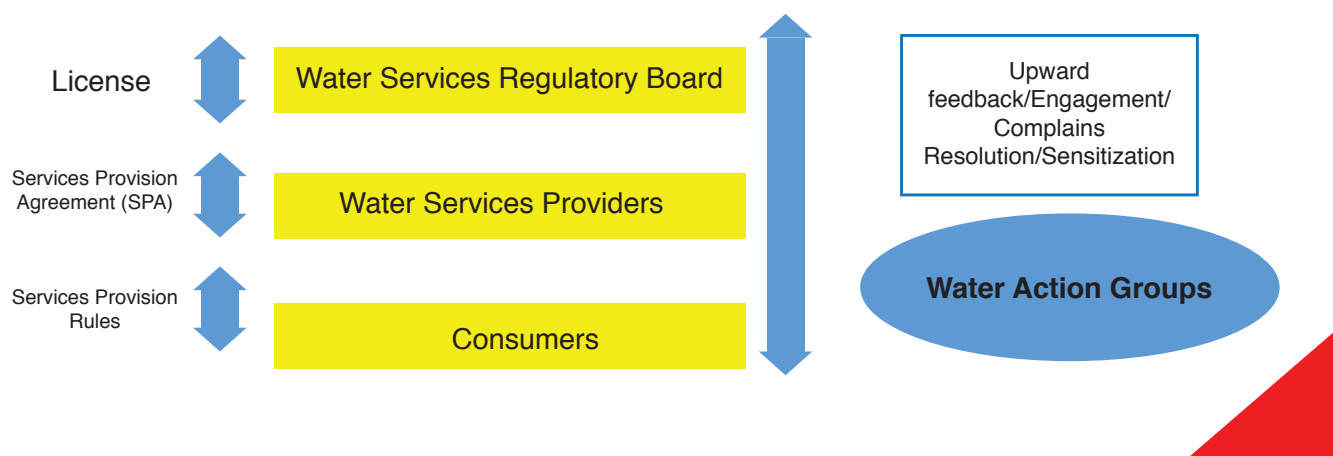 License
Water Services Regulatory Board
Services Provision
Agreement (SPA)
Water Services Providers
Services Provision
Rules
Consumers
Upward
feedback/Engagement/
Complains
Resolution/Sensitization
Water Action Groups